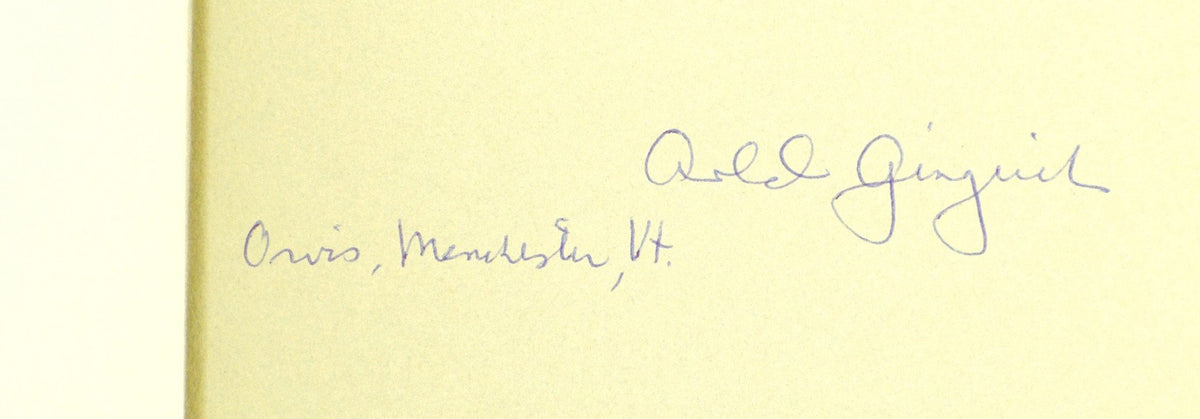 Arnold Gingrich
Orvis, Manchester, Vt.